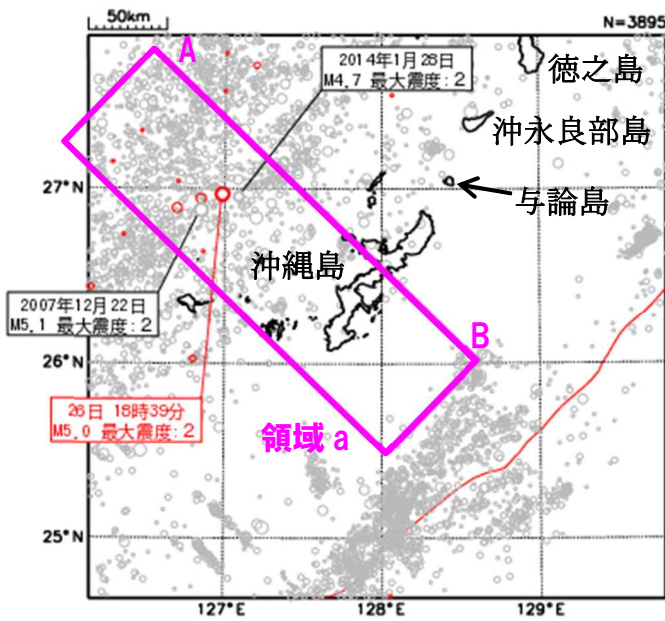 50km
N=3895
A
2014年1月28日
M4.7 最大震度:2
徳之島
沖永良部島
27°N
与論島
沖縄島
2007年12月22日
M5.1 最大震度:2
B
26°N
26日 18時39分
M5.0 最大震度:2
領域a
25°N
127°E
128°E
129°E